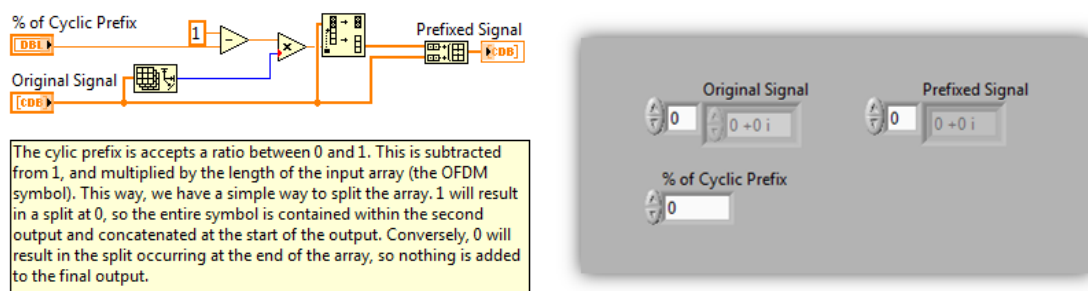 % of Cyclic Prefix
DBL
1
Original Signal
[CDB]
Prefixed Signal
[CDB]
The cylic prefix is accepts a ratio between 0 and 1. This is subtracted
from 1, and multiplied by the length of the input array (the OFDM
symbol). This way, we have a simple way to split the array. 1 will result
in a split at 0, so the entire symbol is contained within the second
output and concatenated at the start of the output. Conversely, 0 will
result in the split occurring at the end of the array, so nothing is added
to the final output.
Original Signal
0
0 +0 i
Prefixed Signal
0
0 +0 i
% of Cyclic Prefix
0